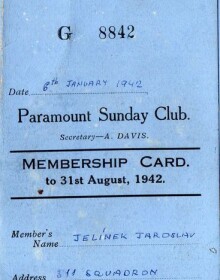 G 8842
Date 8th JANUARY 1942
Paramount Sunday Club.
Secretary—A. DAVIS.
MEMBERSHIP CARD.
to 31st August, 1942.
Member's
Name JELÍNEK JAROSLAV
Address 311 SQUADRON